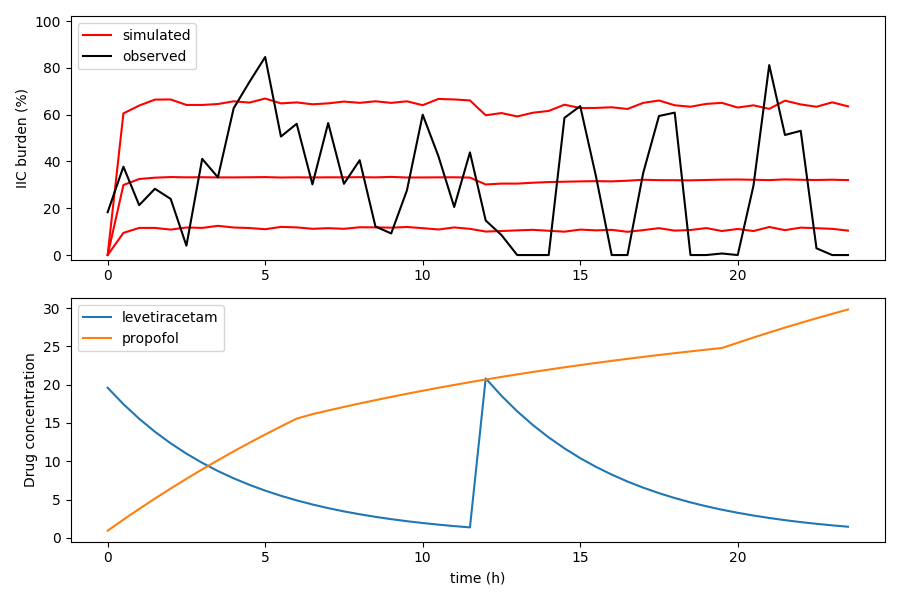 100
80
60
40
20
0
IIC burden (%)
simulated
observed
0 5 10 15 20
30
25
20
15
10
5
0
Drug concentration
levetiracetam
propofol
0 5 10 15 20
time (h)